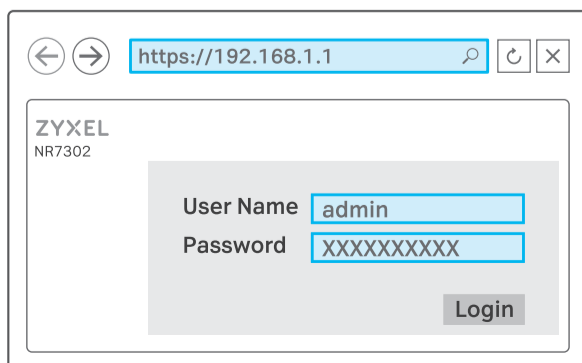 https://192.168.1.1
ZYXEL
NR7302
User Name admin
Password XXXXXXXXXX
Login